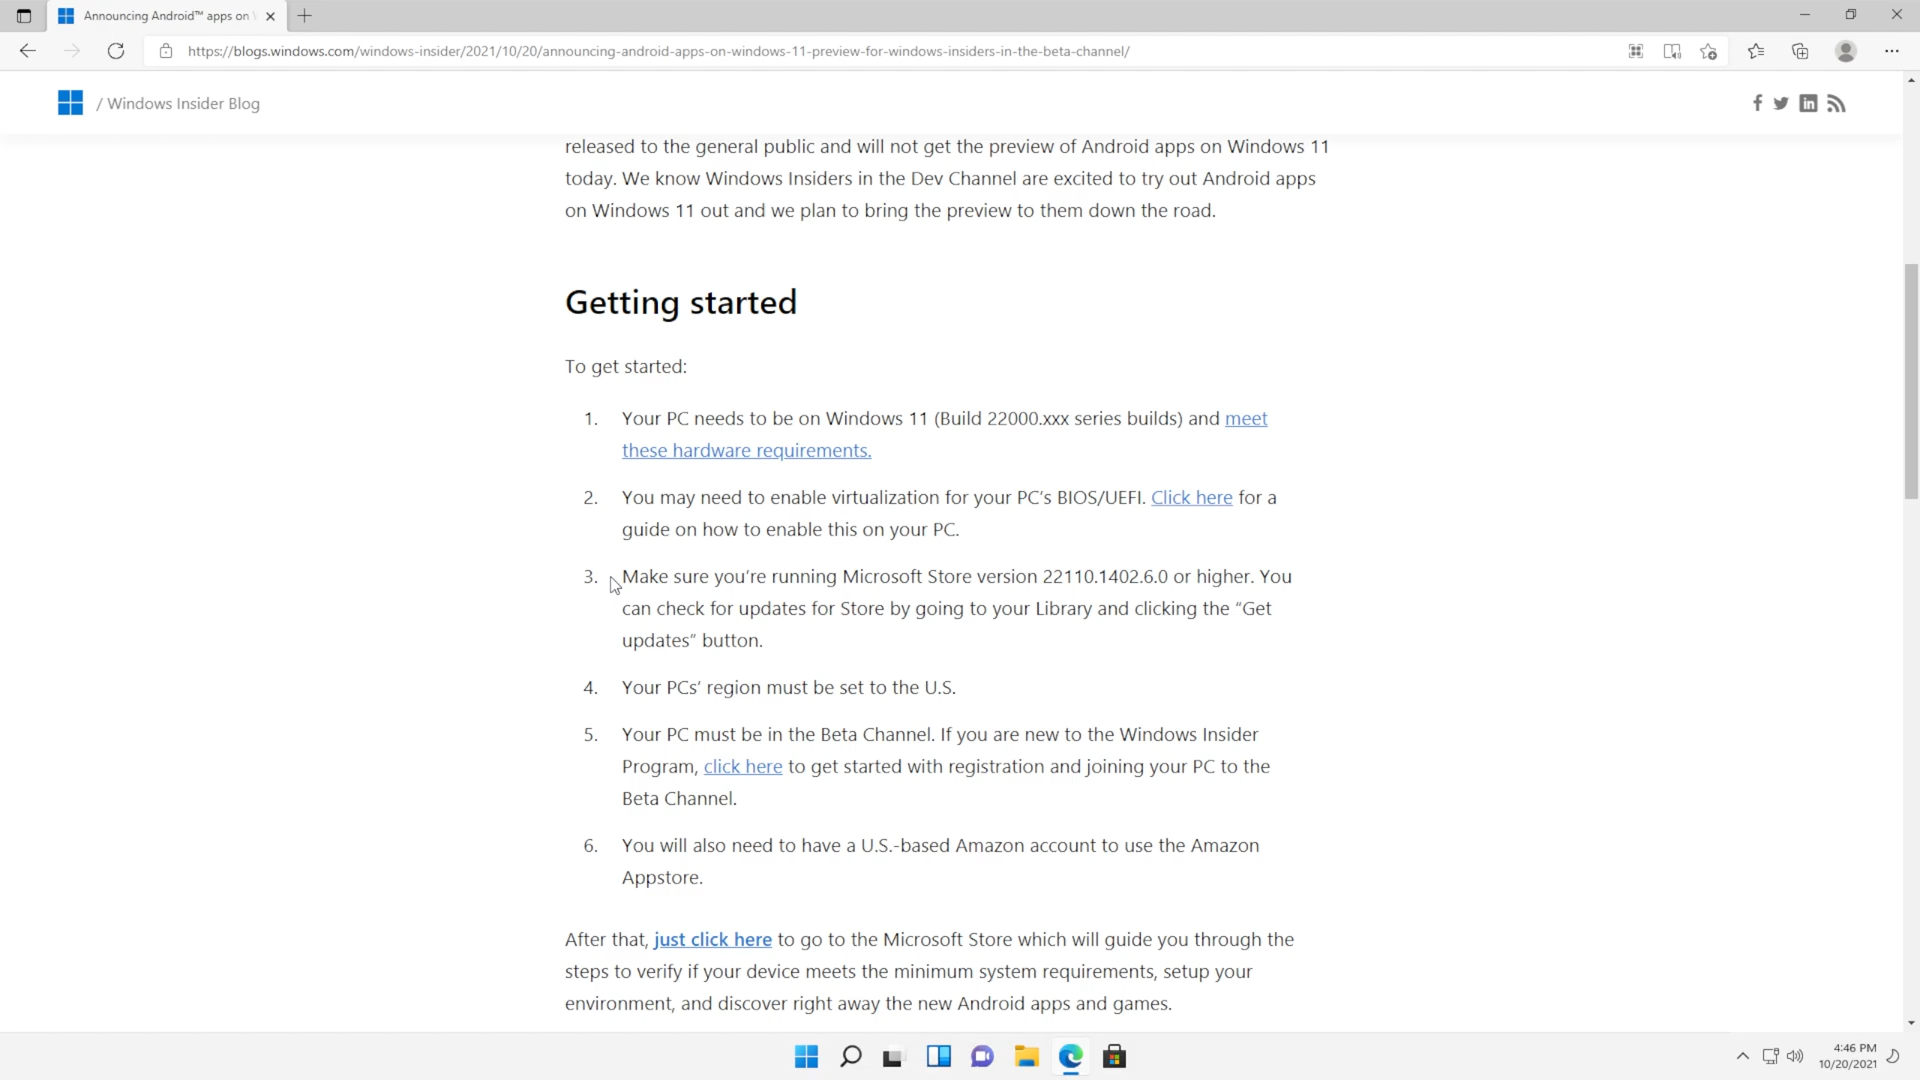 Announcing Android™ apps on
https://blogs.windows.com/windows-insider/2021/10/20/announcing-android-apps-on-windows-11-preview-for-windows-insiders-in-the-beta-channel/
/ Windows Insider Blog
released to the general public and will not get the preview of Android apps on Windows 11
today. We know Windows Insiders in the Dev Channel are excited to try out Android apps
on Windows 11 out and we plan to bring the preview to them down the road.
Getting started
To get started:
1. Your PC needs to be on Windows 11 (Build 22000.xxx series builds) and meet
these hardware requirements.
2. You may need to enable virtualization for your PC’s BIOS/UEFI. Click here for a
guide on how to enable this on your PC.
3. Make sure you’re running Microsoft Store version 22110.1402.6.0 or higher. You
can check for updates for Store by going to your Library and clicking the “Get
updates” button.
4. Your PCs’ region must be set to the U.S.
5. Your PC must be in the Beta Channel. If you are new to the Windows Insider
Program, click here to get started with registration and joining your PC to the
Beta Channel.
6. You will also need to have a U.S.-based Amazon account to use the Amazon
Appstore.
After that, just click here to go to the Microsoft Store which will guide you through the
steps to verify if your device meets the minimum system requirements, setup your
environment, and discover right away the new Android apps and games.
4:46 PM
10/20/2021